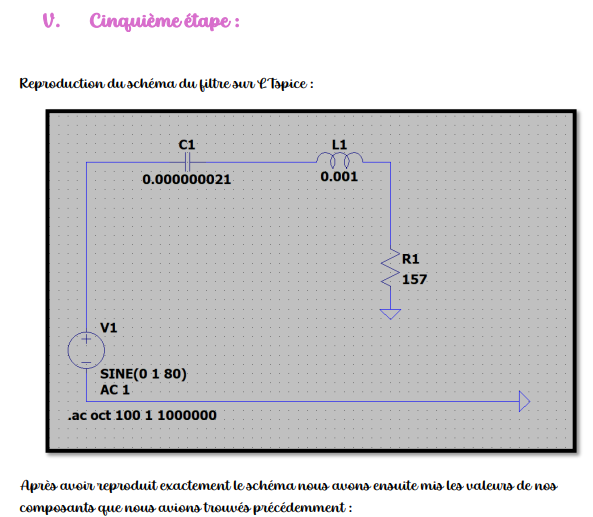 V. Cinquième étape :
Reproduction du schéma du filtre sur LTspice :
C1
L1
0.000000021
0.001
R1
157
V1
SINE(0 1 80)
AC 1
.ac oct 100 1 1000000
Après avoir reproduit exactement le schéma nous avons ensuite mis les valeurs de nos
composants que nous avions trouvés précédemment :